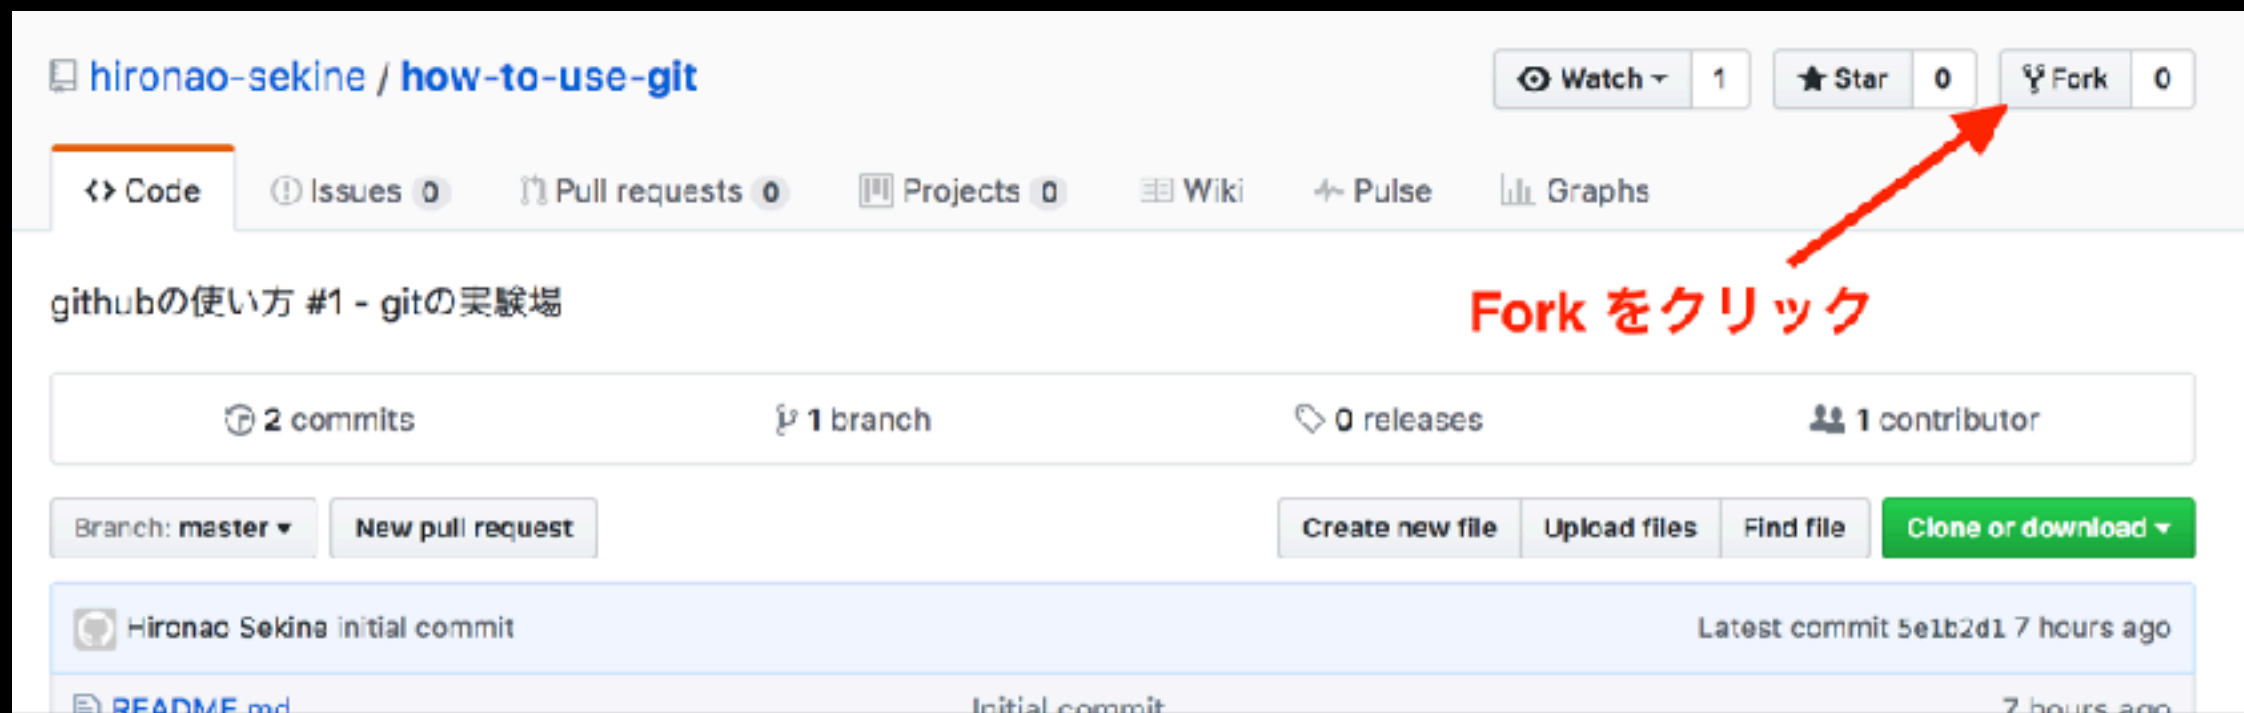 hironao-sekine / how-to-use-git
Watch 1 Star 0 Fork 0
Code Issues 0 Pull requests 0 Projects 0 Wiki Pulse Graphs
githubの使い方 #1 - gitの実験場
Fork をクリック
2 commits 1 branch 0 releases 1 contributor
Branch: master New pull request Create new file Upload files Find file Clone or download
Hironao Sekine initial commit Latest commit 5e1b2d1 7 hours ago
README.md Initial commit 7 hours ago